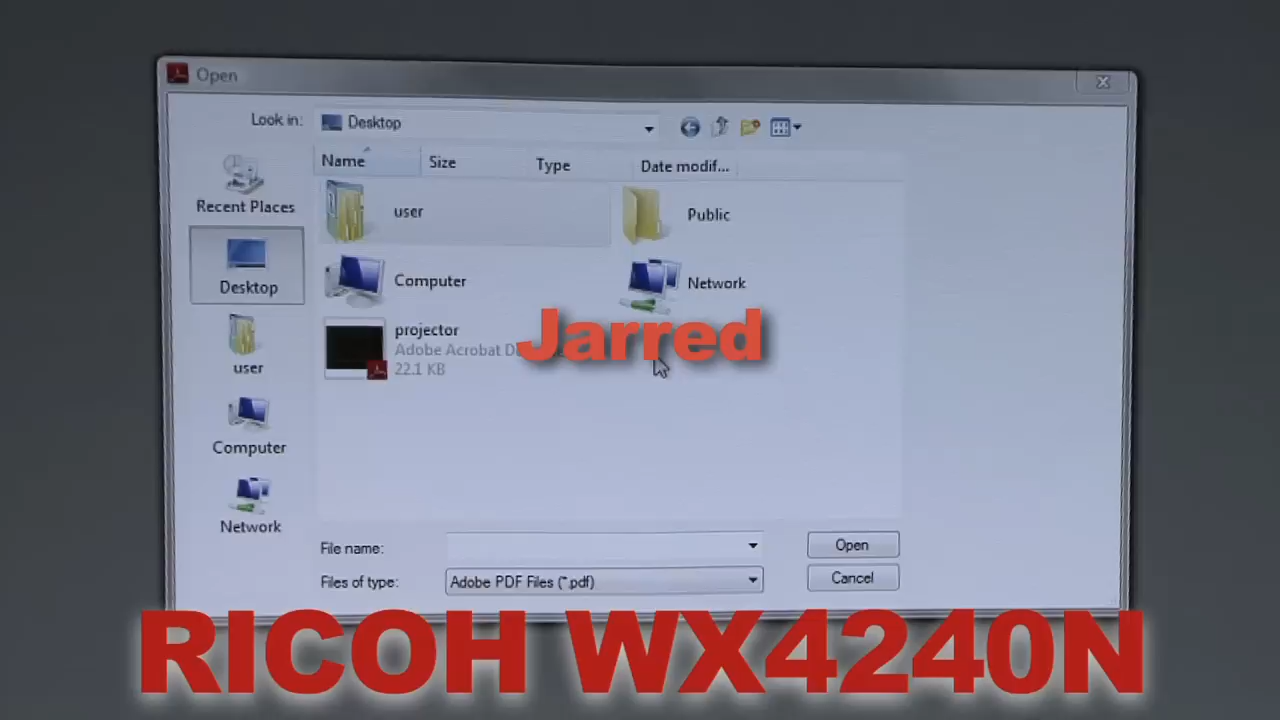 Open
Look in:
Desktop
Name
Size
Type
Date modif...
Recent Places
Desktop
user
Computer
Network
user
Public
Computer
Network
projector
Adobe Acrobat D
22.1 KB
Jarred
File name:
Open
Files of type:
Adobe PDF Files (*.pdf)
Cancel
RICOH WX4240N